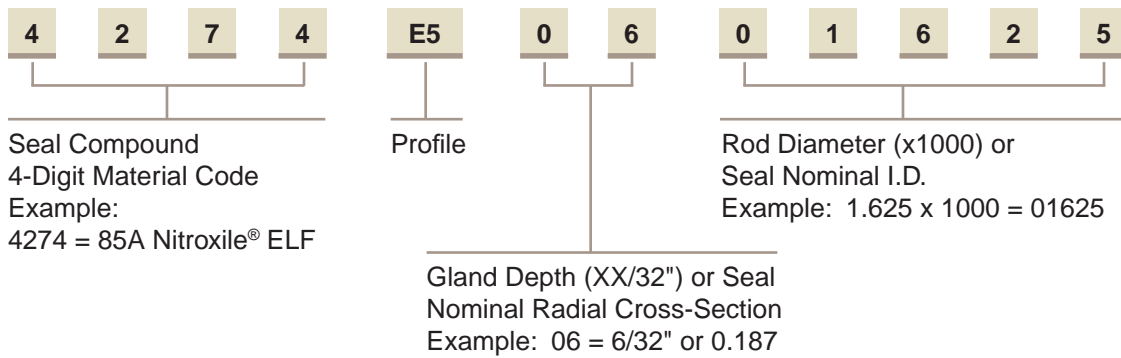 4 2 7 4 E5 0 6 0 1 6 2 5
Seal Compound
4-Digit Material Code
Example:
4274 = 85A Nitroxile® ELF
Profile
Rod Diameter (x1000) or
Seal Nominal I.D.
Example: 1.625 x 1000 = 01625
Gland Depth (XX/32") or Seal
Nominal Radial Cross-Section
Example: 06 = 6/32" or 0.187